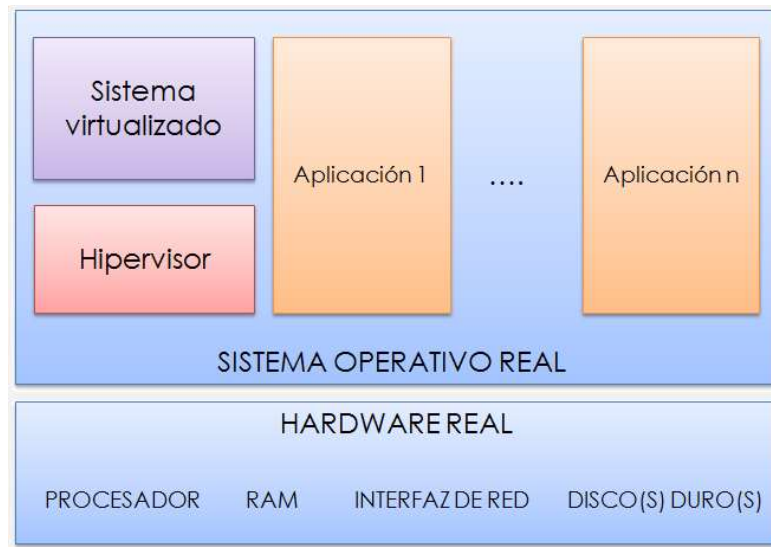 Sistema
virtualizado
Hipervisor
Aplicación 1
....
Aplicación n
SISTEMA OPERATIVO REAL
HARDWARE REAL
PROCESADOR RAM INTERFAZ DE RED DISCO(S) DURO(S)